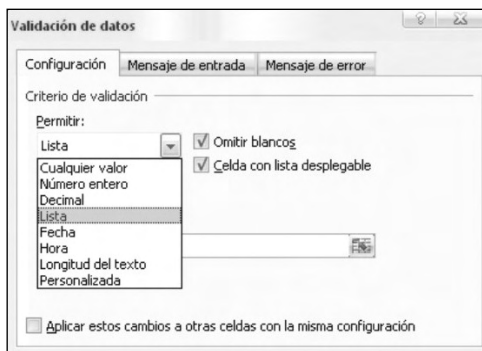 Validación de datos
Configuración
Mensaje de entrada
Mensaje de error
Criterio de validación
Permitir:
Lista
Omitir blancos
Cualquier valor
Celda con lista desplegable
Número entero
Decimal
Lista
Fecha
Hora
Longitud del texto
Personalizada
Aplicar estos cambios a otras celdas con la misma configuración